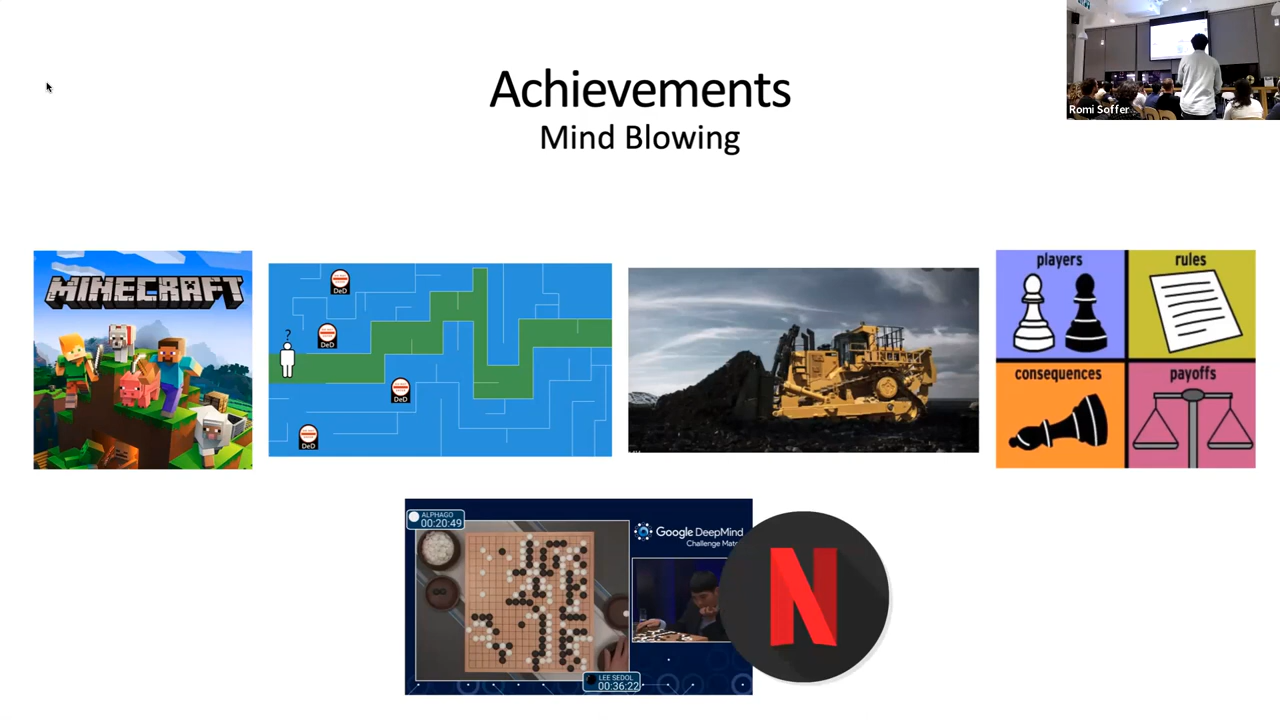 Achievements
Mind Blowing
Romi Soffer
MINECRAFT
?
DeD
DeD
DeD
DeD
players
rules
consequences
payoffs
ALPHAGO
00:20:49
Google DeepMind
Challenge Matc
LEE SEDOL
00:36:22
N